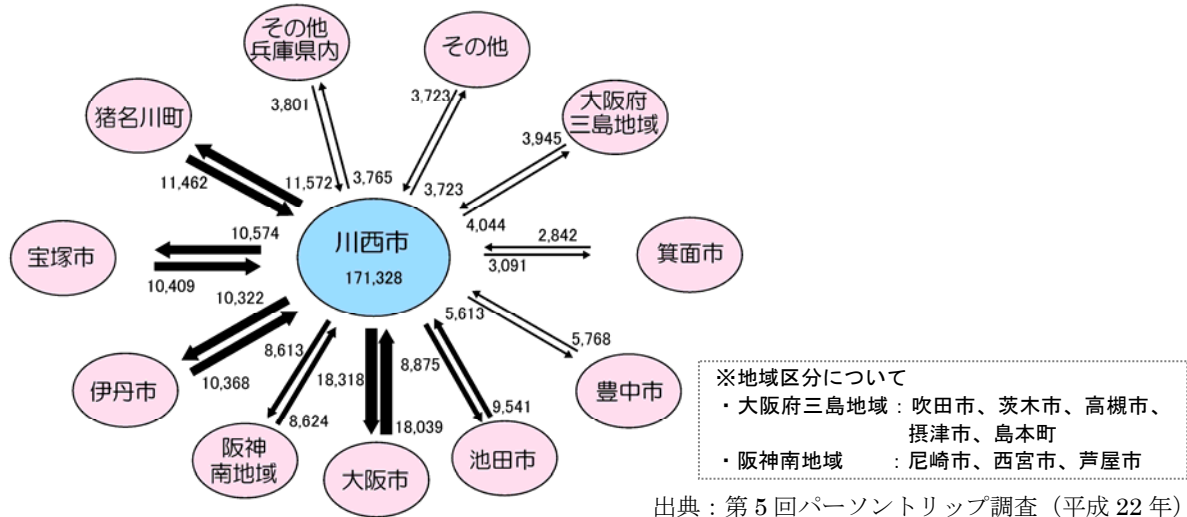 その他
兵庫県内
その他
大阪府
三島地域
猪名川町
3,801
3,723
3,945
11,462
11,572
3,765
3,723
4,044
川西市
171,328
宝塚市
10,574
10,409
2,842
3,091
箕面市
10,322
10,368
伊丹市
8,613
8,624
18,318
18,039
8,875
9,541
5,613
5,768
豊中市
阪神
南地域
大阪市
池田市
※地域区分について
・大阪府三島地域：吹田市、茨木市、高槻市、
摂津市、島本町
・阪神南地域　　：尼崎市、西宮市、芦屋市
出典：第5回パーソントリップ調査（平成22年）